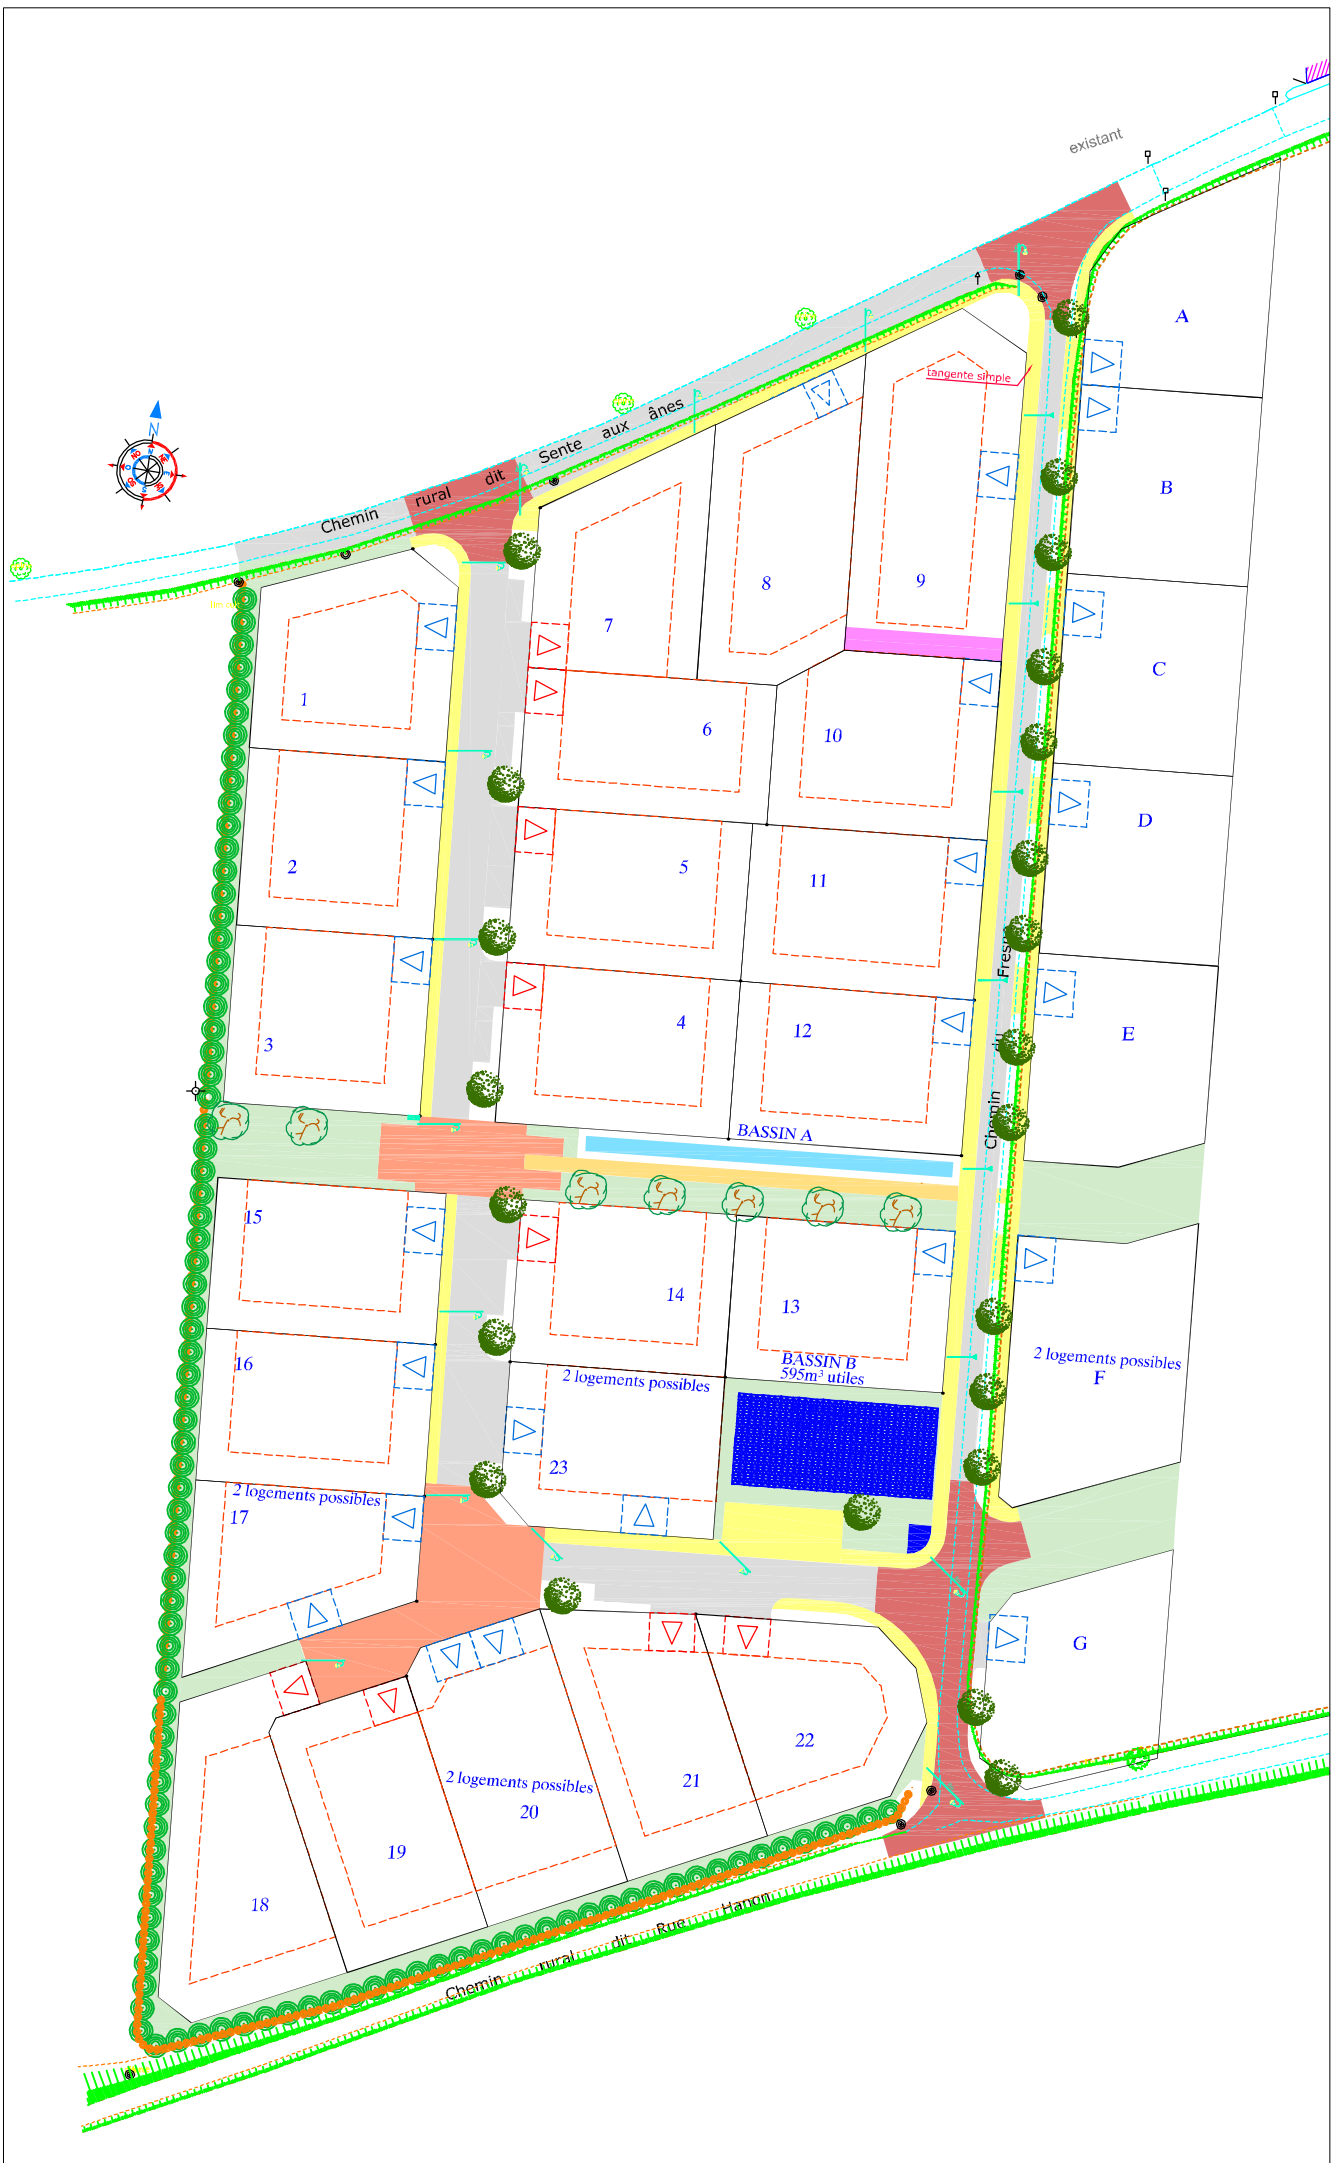 existant
A
tangente simple
B
Chemin rural dit Sente aux ânes
N
9
8
7
C
1
6
10
D
2
5
11
3
4
12
E
Chemin du
BASSIN A
15
14
13
16
BASSIN B
595m³ utiles
2 logements possibles
2 logements possibles
F
23
2 logements possibles
17
G
22
21
2 logements possibles
20
19
18
Chemin rural dit Rue Hanon